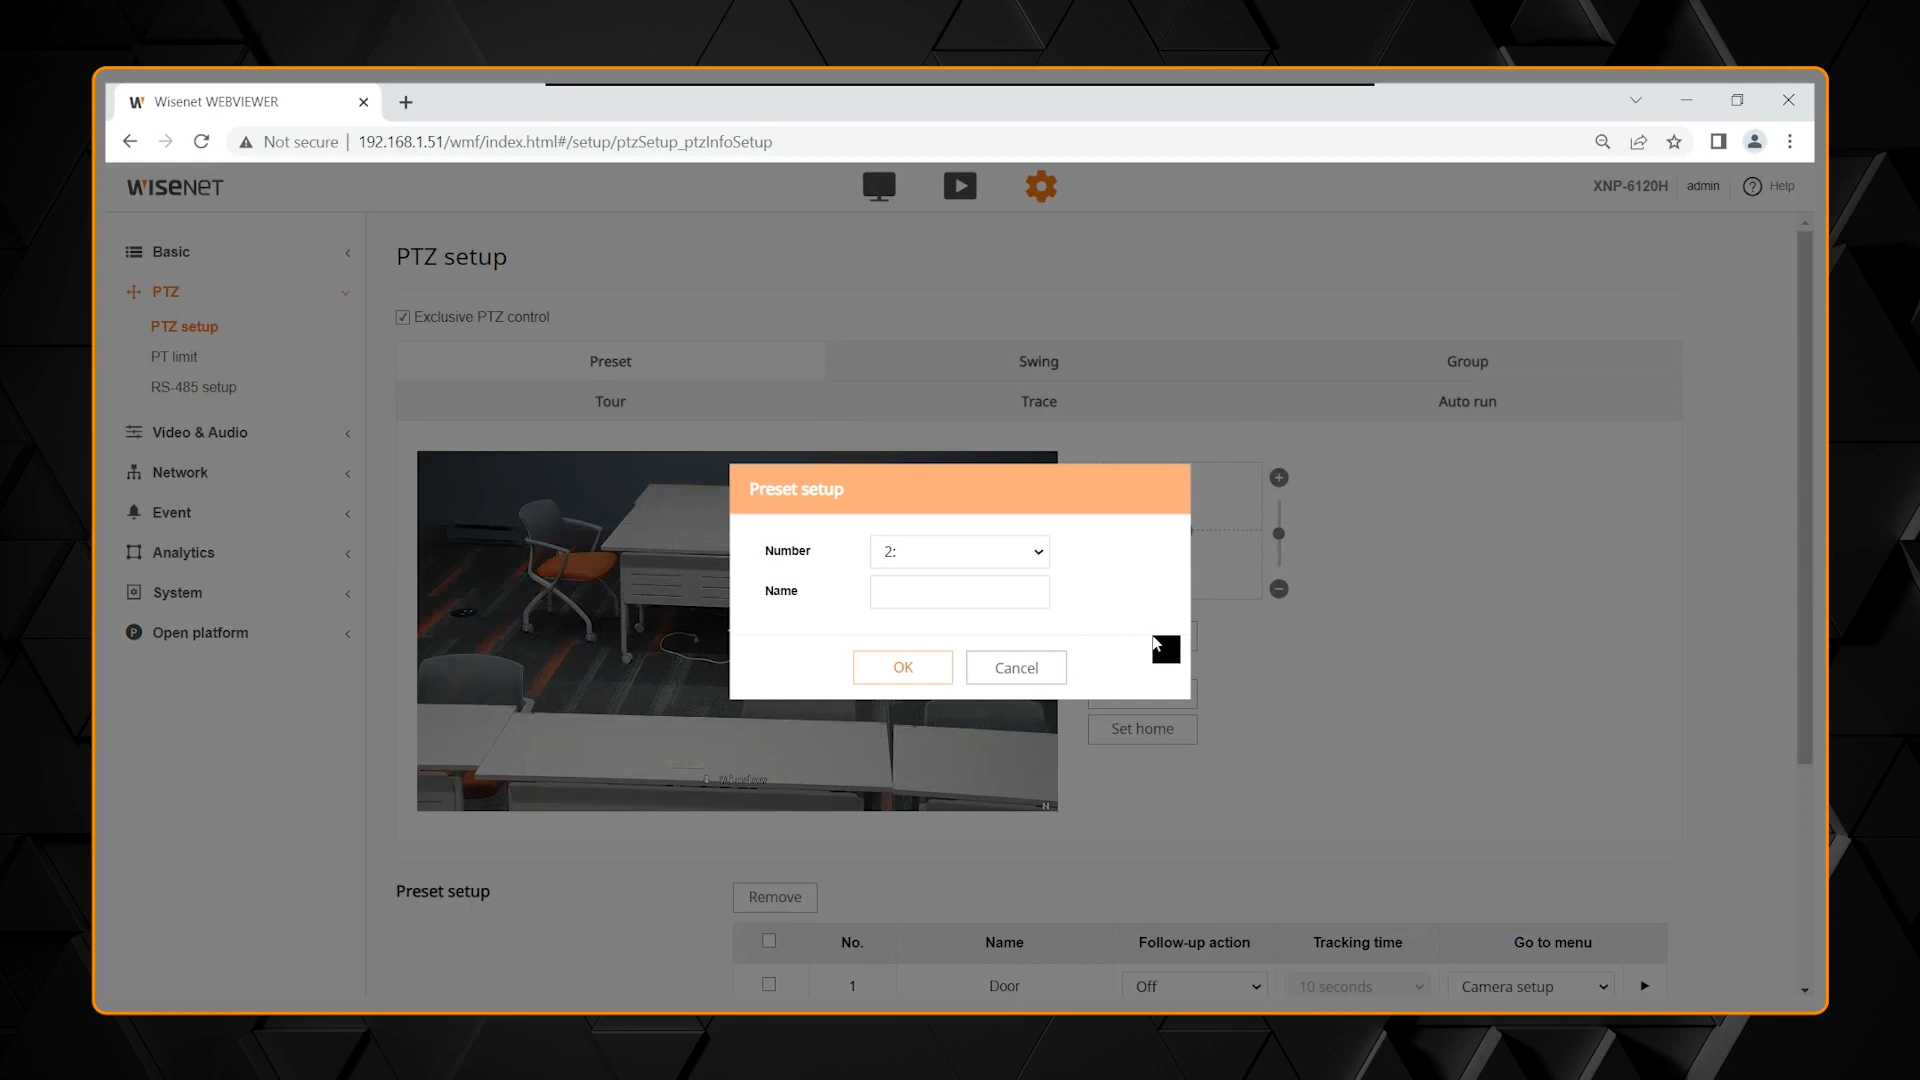 Wisenet WEBVIEWER
Not secure | 192.168.1.51/wmf/index.html#/setup/ptzSetup_ptzInfoSetup
WISENET
XNP-6120H admin Help
Basic
PTZ
PTZ setup
PT limit
RS-485 setup
Video & Audio
Network
Event
Analytics
System
Open platform
PTZ setup
Exclusive PTZ control
Preset Swing Group
Tour Trace Auto run
Preset setup
Number 2:
Name
OK Cancel
Set home
N
Preset setup
Remove
No. Name Follow-up action Tracking time Go to menu
1 Door Off 10 seconds Camera setup